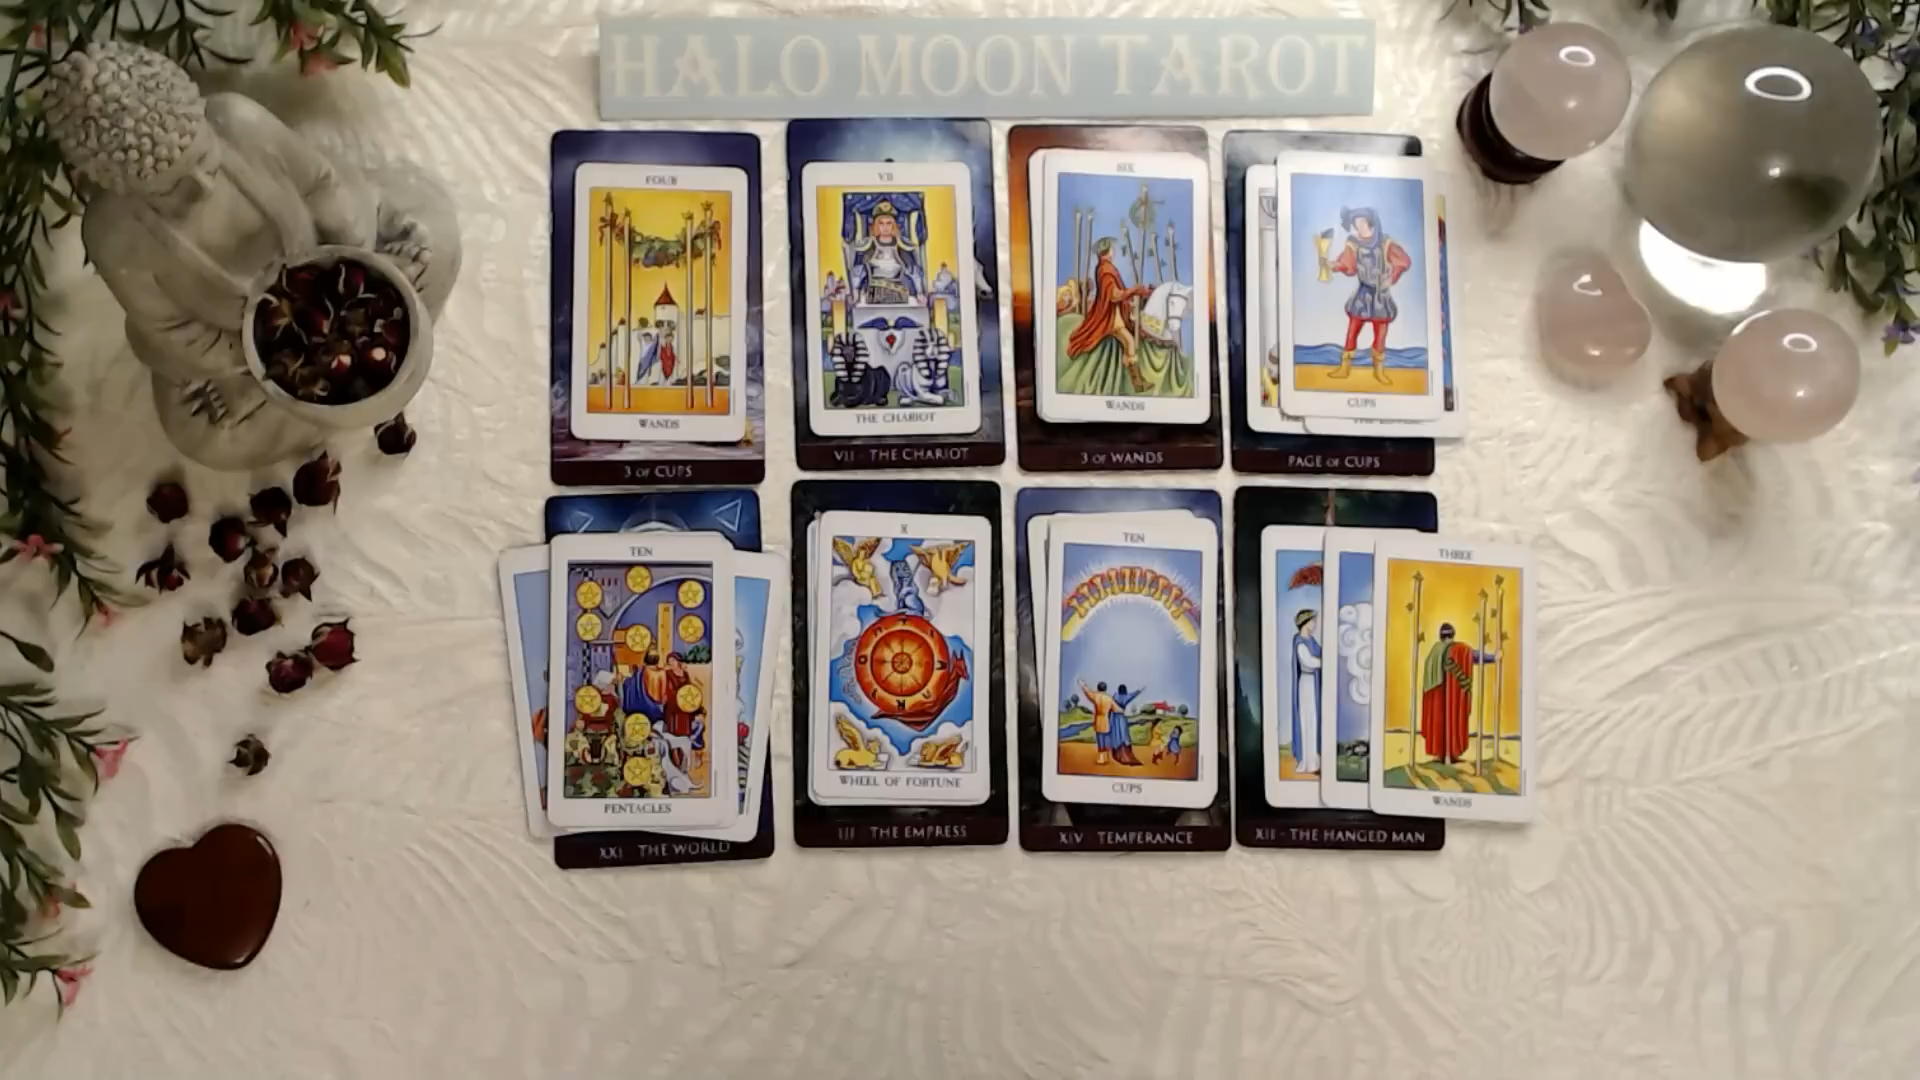 HALO MOON TAROT
FOUR
WANDS
3 OF CUPS
VII
THE CHARIOT
VII - THE CHARIOT
SIX
WANDS
3 OF WANDS
PAGE
CUPS
PAGE OF CUPS
TEN
PENTACLES
XXI THE WORLD
X
WHEEL OF FORTUNE
III THE EMPRESS
TEN
CUPS
XIV TEMPERANCE
THREE
WANDS
XII - THE HANGED MAN